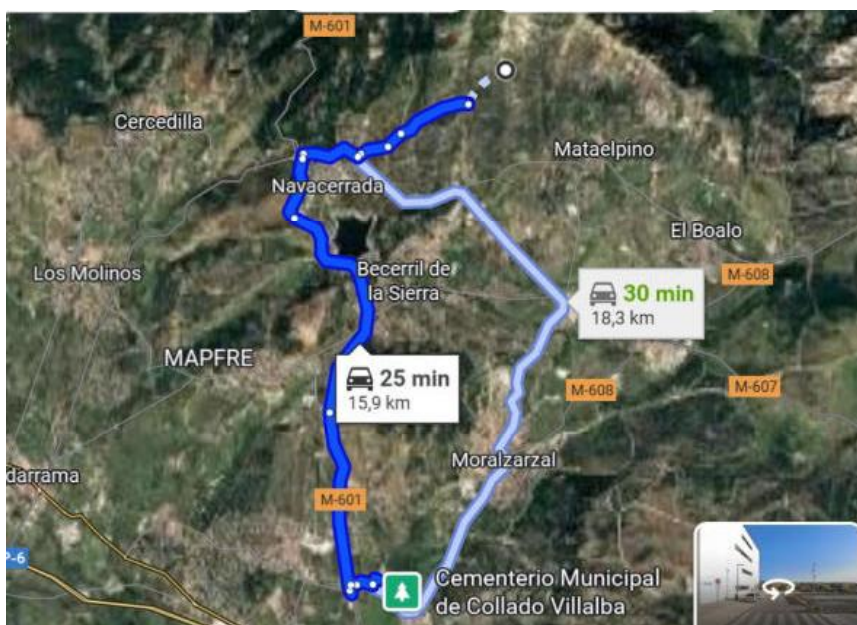 M-601
Cercedilla
Mataelpino
Navacerrada
El Boalo
Los Molinos
Becerril de
la Sierra
M-608
30 min
18,3 km
MAPFRE
25 min
15,9 km
M-608
M-607
Moralzarzal
darrama
M-601
P-6
Cementerio Municipal
de Collado Villalba